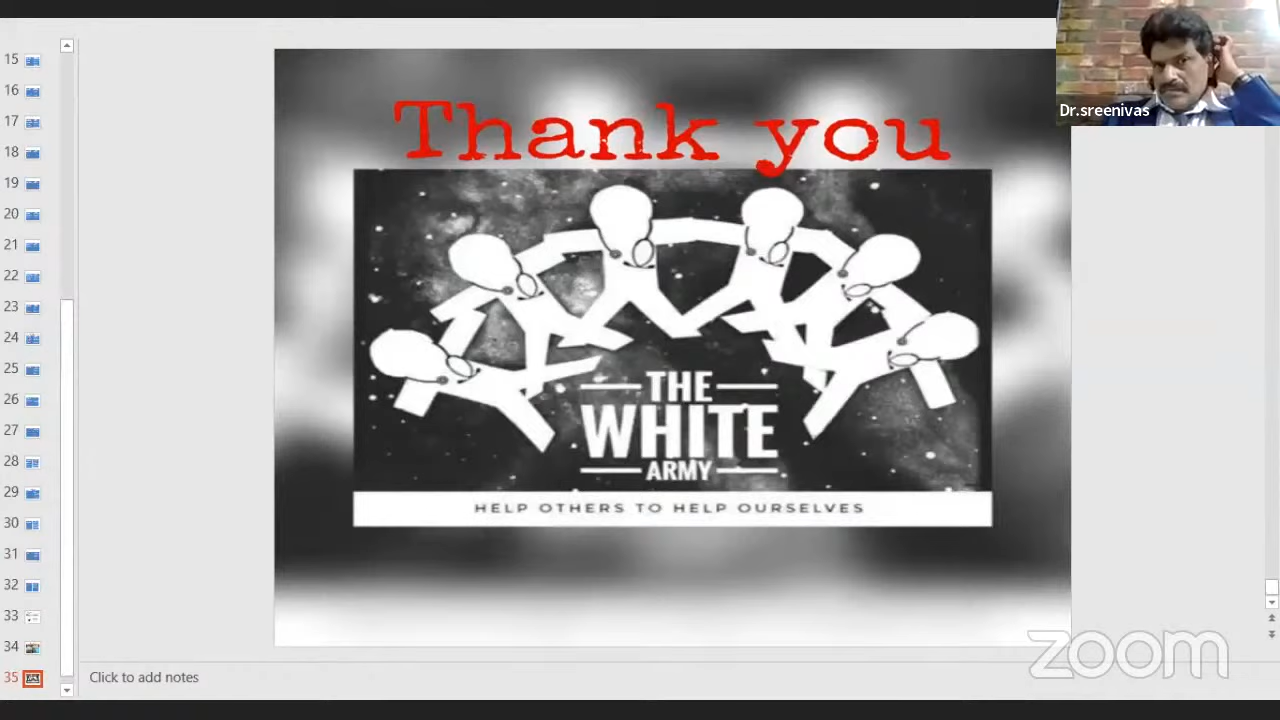 Thank you
THE
WHITE
ARMY
HELP OTHERS TO HELP OURSELVES
Dr.sreenivas
15
16
17
18
19
20
21
22
23
24
25
26
27
28
29
30
31
32
33
34
35
Click to add notes
zoom